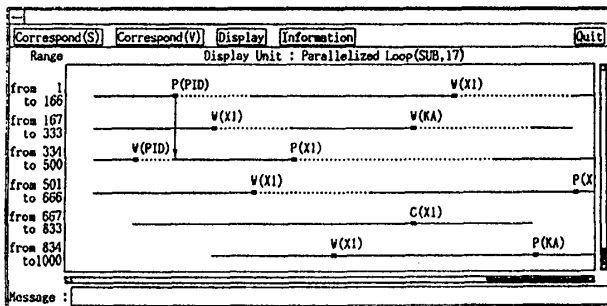 Correspond(S) Correspond(V) Display Information Quit
Range Display Unit : Parallelized Loop(SUB,17)
from 1
to 166
P(PID) W(X1)
from 167
to 333
W(X1) W(KA)
from 334
to 500
W(PID) P(X1)
from 501
to 666
W(X1) P(X
from 667
to 833
C(X1)
from 834
to1000
W(X1) P(KA)
Message :